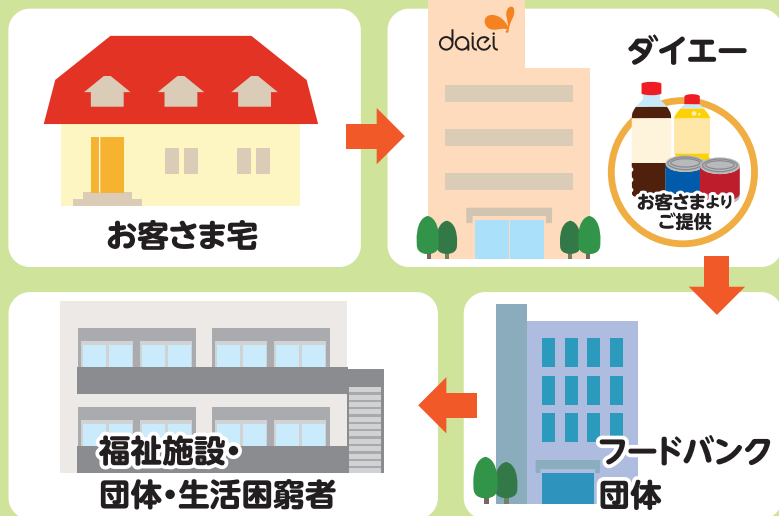 お客さま宅
daiei
ダイエー
お客さまより
ご提供
福祉施設・
団体・生活困窮者
フードバンク
団体